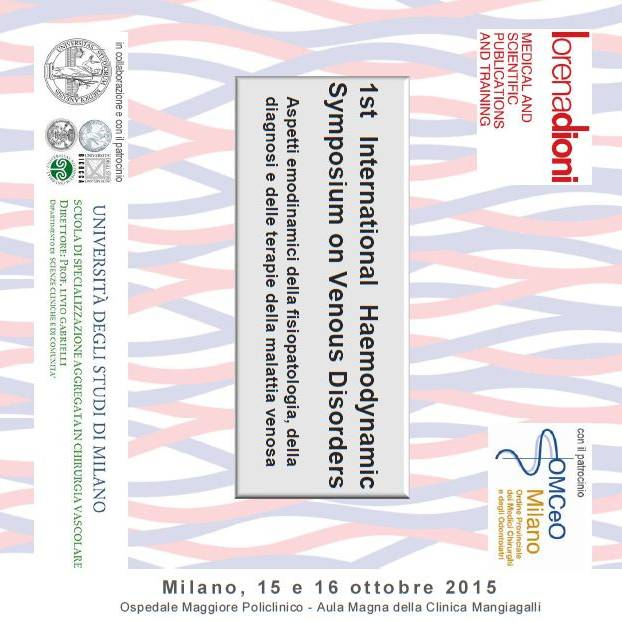 lorenadioni
MEDICAL AND
SCIENTIFIC
PUBLICATIONS
AND TRAINING
con il patrocinio
OMCeO
Milano
Ordine Provinciale
dei Medici Chirurghi
e degli Odontoiatri
1st International Haemodynamic
Symposium on Venous Disorders
Aspetti emodinamici della fisiopatologia, della
diagnosi e delle terapie della malattia venosa
in collaborazione e con il patrocinio
BICOCCA
UNIVERSITÀ DEGLI STUDI DI MILANO
SCUOLA DI SPECIALIZZAZIONE AGGREGATA IN CHIRURGIA VASCOLARE
DIRETTORE: PROF. LIVIO GABRIELLI
DIPARTIMENTO DI SCIENZE CLINICHE E DI COMUNITA'
Milano, 15 e 16 ottobre 2015
Ospedale Maggiore Policlinico - Aula Magna della Clinica Mangiagalli